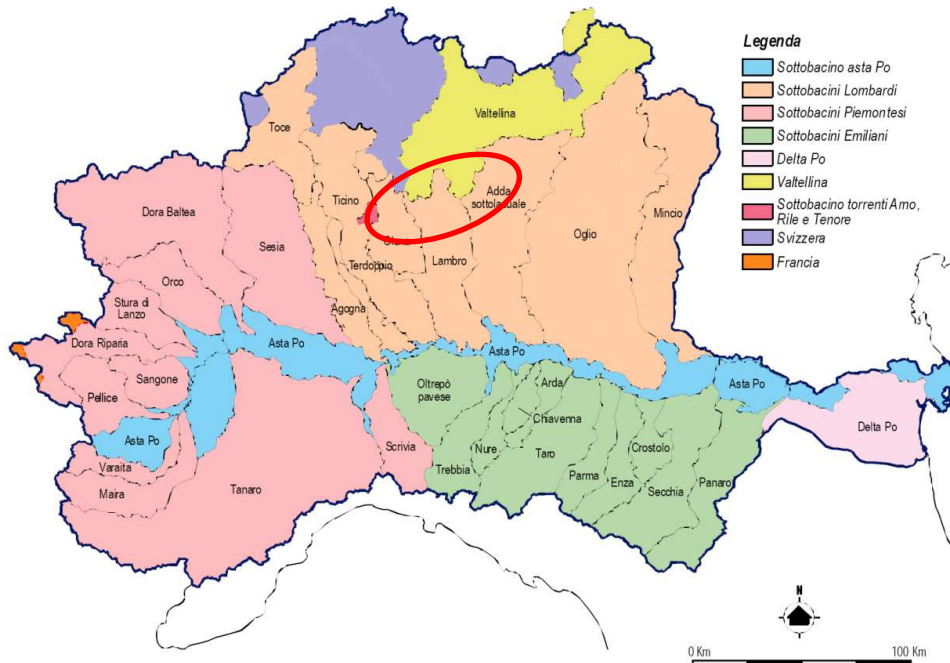 Legenda
Sottobacino asta Po
Sottobacini Lombardi
Sottobacini Piemontesi
Sottobacini Emiliani
Delta Po
Valtellina
Sottobacino torrenti Arno,
Rile e Tenore
Svizzera
Francia
Toce
Valtellina
Ticino
Adda
sottolacuale
Dora Baltea
Sesia
Olona
Oglio
Mincio
Terdoppio
Lambro
Orco
Agogna
Stura di
Lanzo
Dora Riparia
Asta Po
Asta Po
Sangone
Pellice
Oltrepó
pavese
Arda
Asta Po
Chiavenna
Asta Po
Delta Po
Varaita
Maira
Tanaro
Scrivia
Trebbia
Nure
Taro
Parma
Enza
Crostolo
Secchia
Panaro
N
0 Km
100 Km